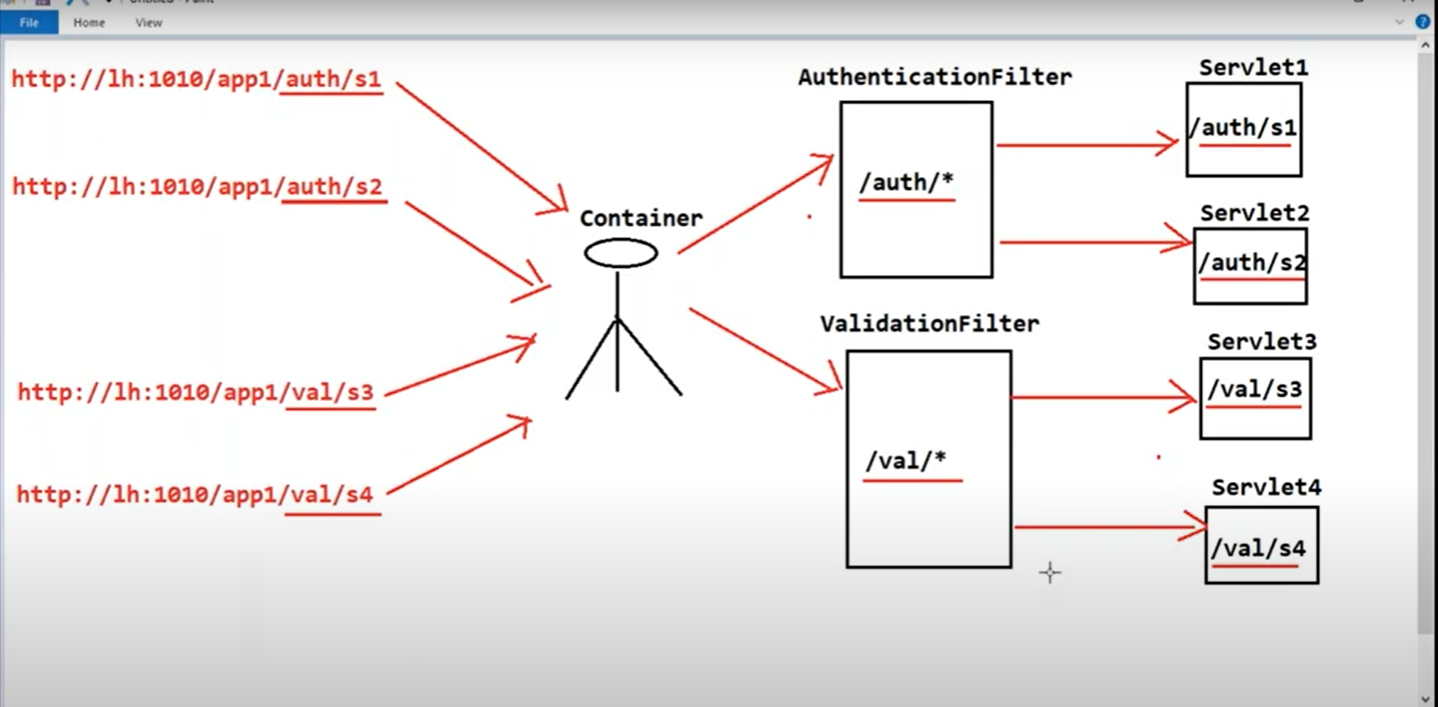 File Home View
http://lh:1010/app1/auth/s1
http://lh:1010/app1/auth/s2
http://lh:1010/app1/val/s3
http://lh:1010/app1/val/s4
Container
AuthenticationFilter
/auth/*
ValidationFilter
/val/*
Servlet1
/auth/s1
Servlet2
/auth/s2
Servlet3
/val/s3
Servlet4
/val/s4